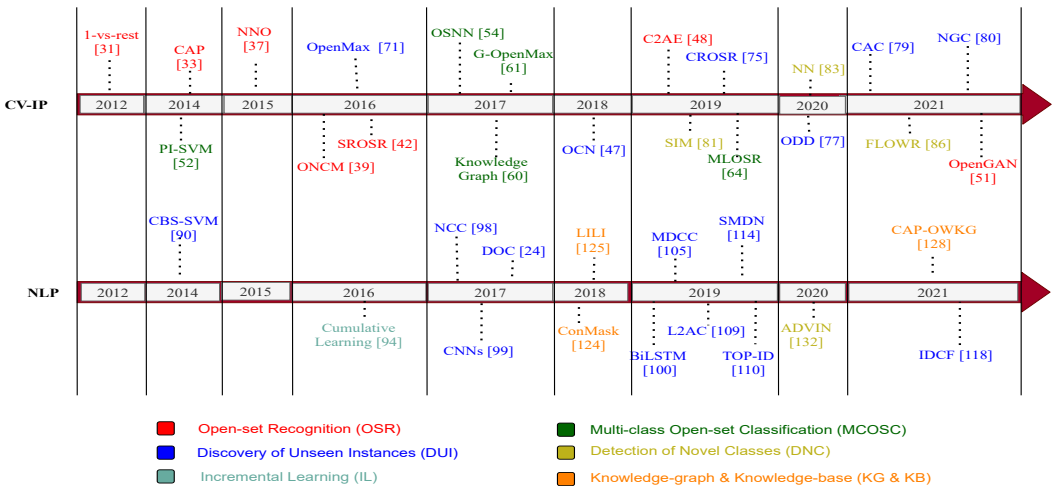 1-vs-rest
[31]
CAP
[33]
NNO
[37]
OpenMax [71]
OSNN [54]
G-OpenMax
[61]
C2AE [48]
CROSR [75]
NN [83]
CAC [79]
NGC [80]
CV-IP
2012
2014
2015
2016
2017
2018
2019
2020
2021
PI-SVM
[52]
ONCM [39]
SROSR [42]
Knowledge
Graph [60]
OCN [47]
SIM [81]
MLOSR
[64]
ODD [77]
FLOWR [86]
OpenGAN
[51]
CBS-SVM
[90]
NCC [98]
DOC [24]
LILI
[125]
MDCC
[105]
SMDN
[114]
CAP-OWKG
[128]
NLP
2012
2014
2015
2016
2017
2018
2019
2020
2021
Cumulative
Learning [94]
CNNs [99]
ConMask
[124]
BiLSTM
[100]
L2AC [109]
TOP-ID
[110]
ADVIN
[132]
IDCF [118]
Open-set Recognition (OSR)
Multi-class Open-set Classification (MCOSC)
Discovery of Unseen Instances (DUI)
Detection of Novel Classes (DNC)
Incremental Learning (IL)
Knowledge-graph & Knowledge-base (KG & KB)